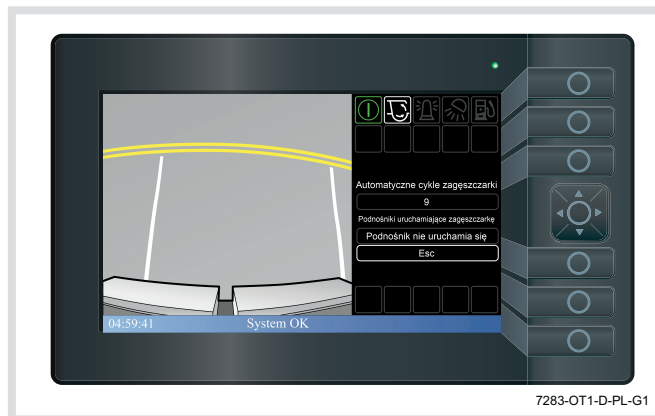 Automatyczne cykle zagęszczarki
9
Podnośniki uruchamiające zagęszczarkę
Podnośnik nie uruchamia się
Esc
04:59:41 System OK
7283-OT1-D-PL-G1